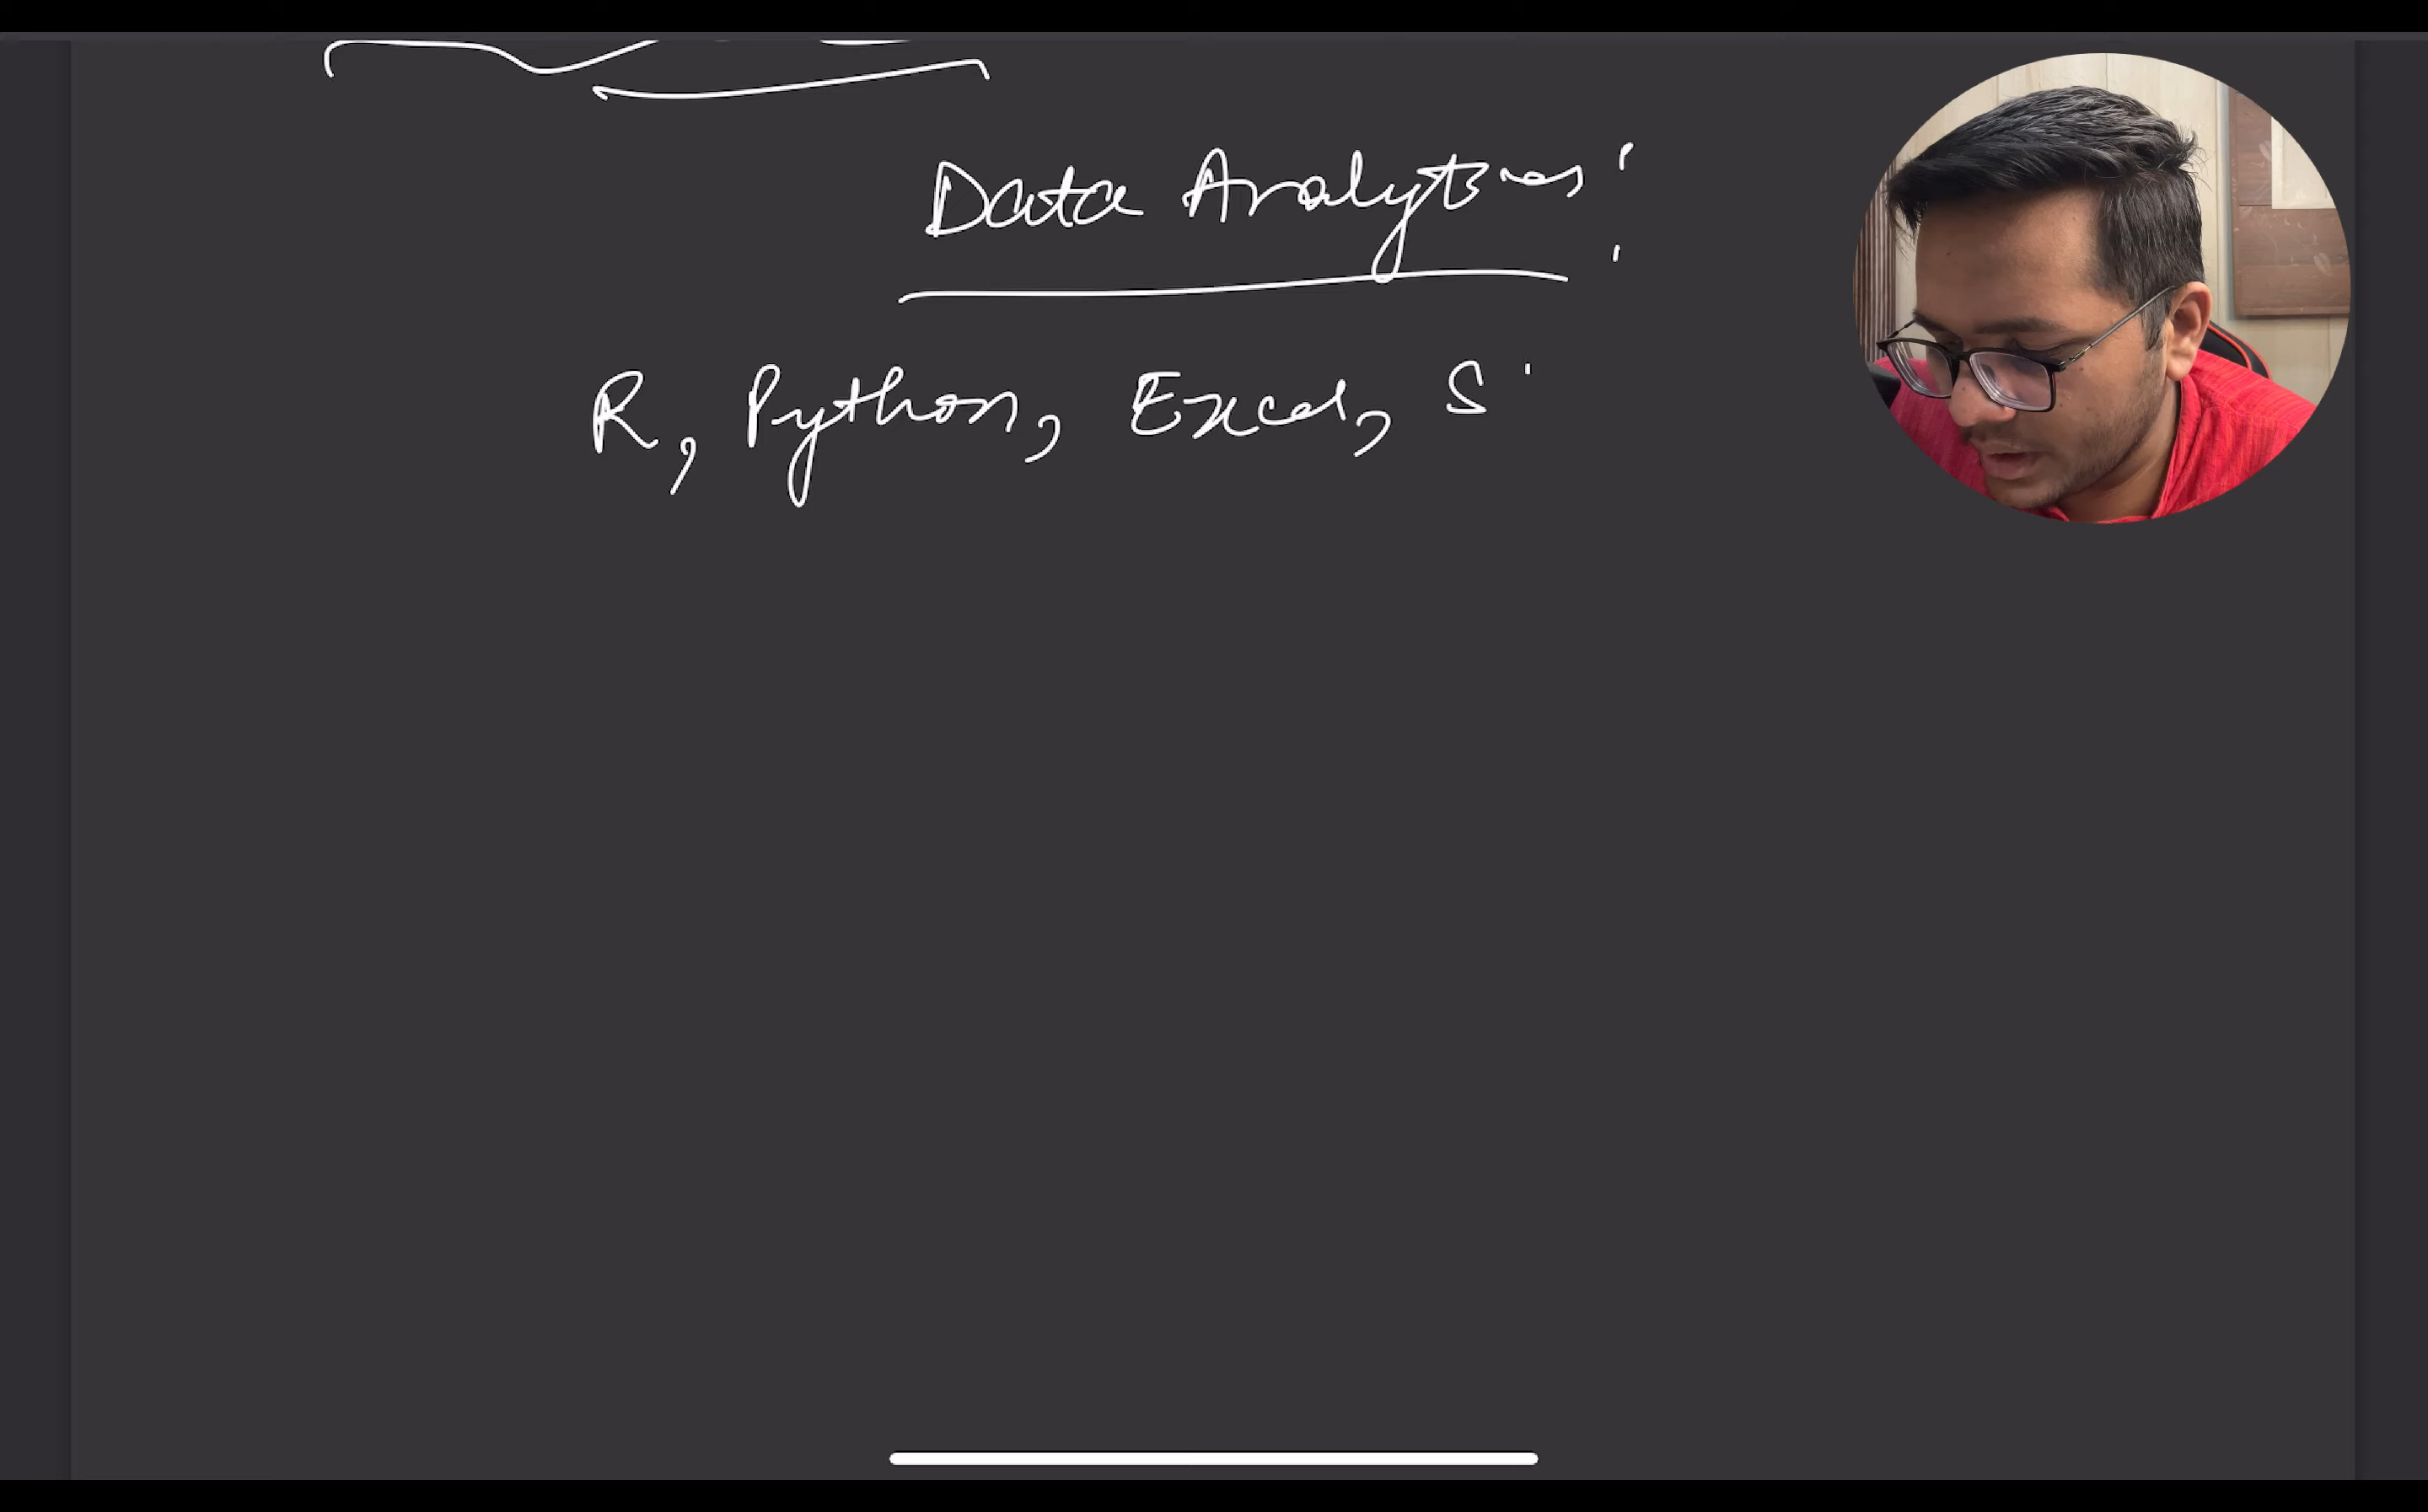 Data Analytics:
R, Python, Excel, S